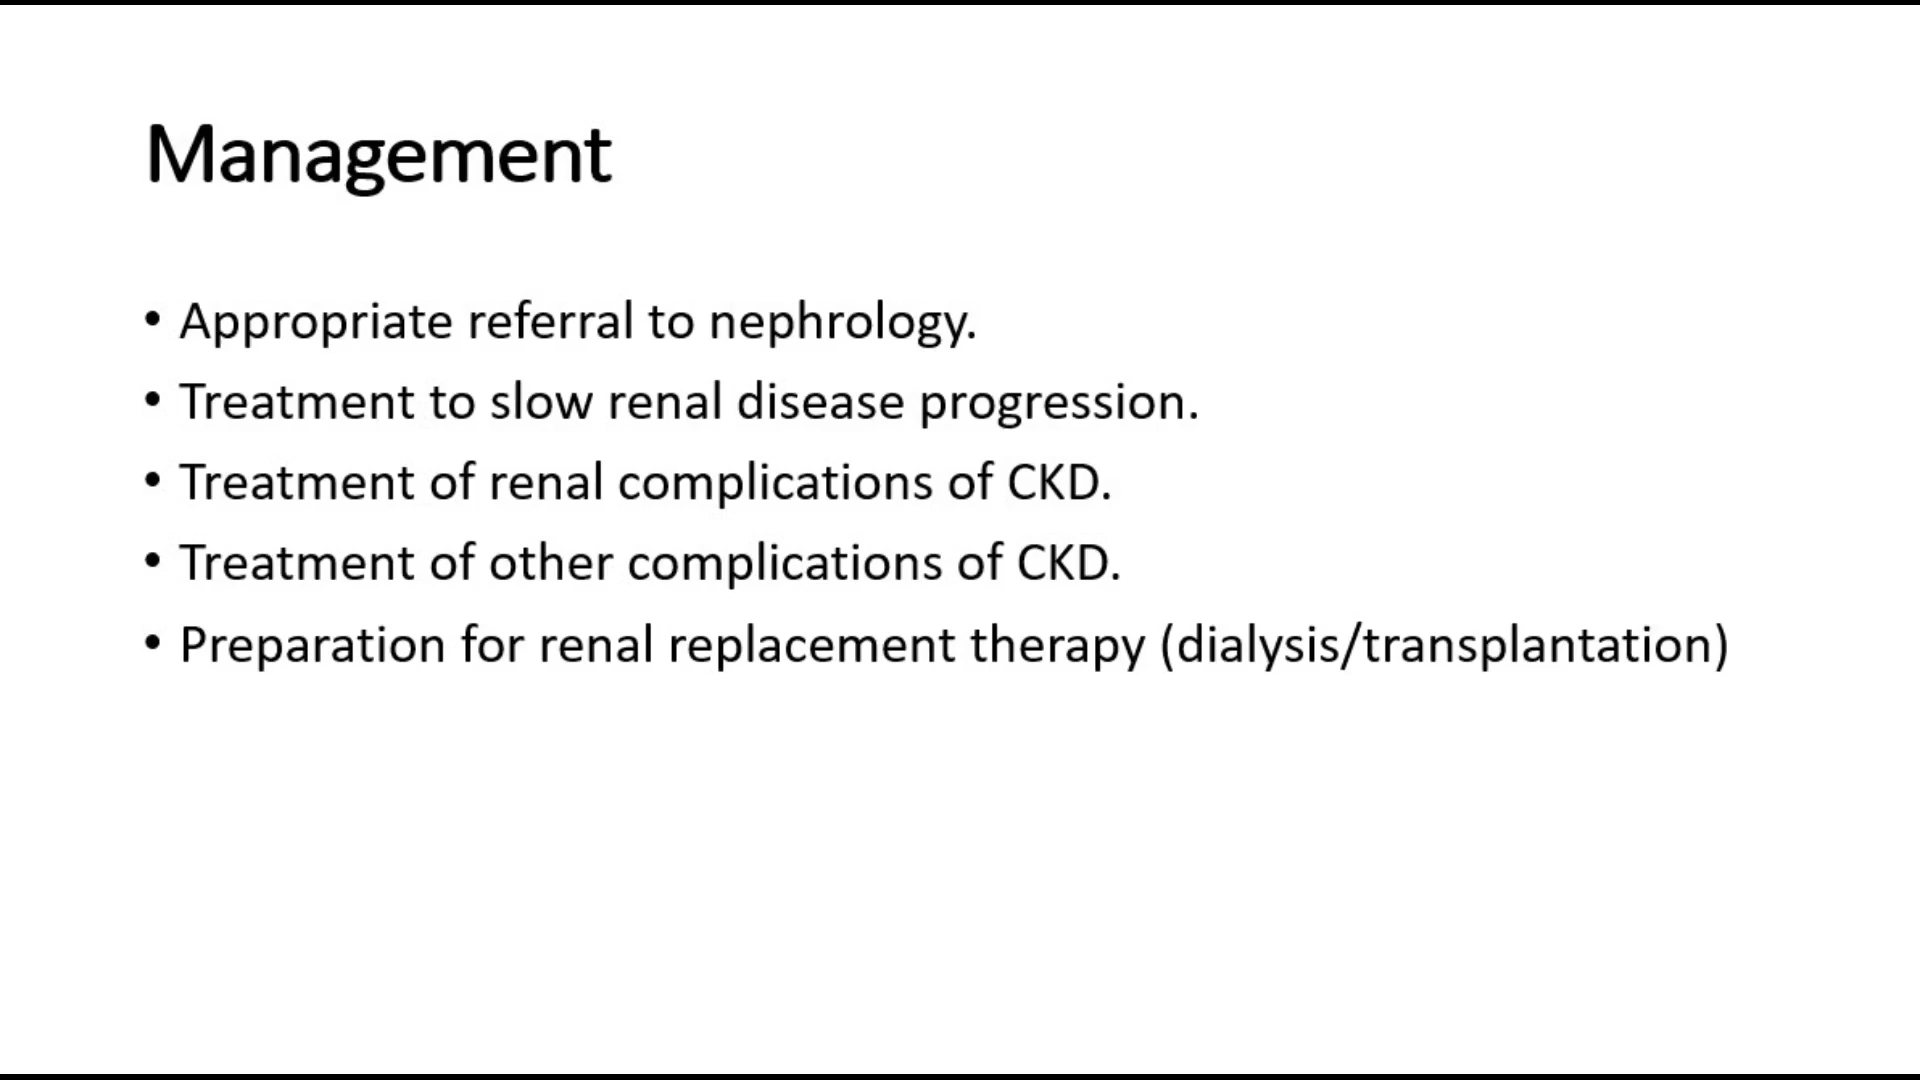 Management
• Appropriate referral to nephrology.
• Treatment to slow renal disease progression.
• Treatment of renal complications of CKD.
• Treatment of other complications of CKD.
• Preparation for renal replacement therapy (dialysis/transplantation)